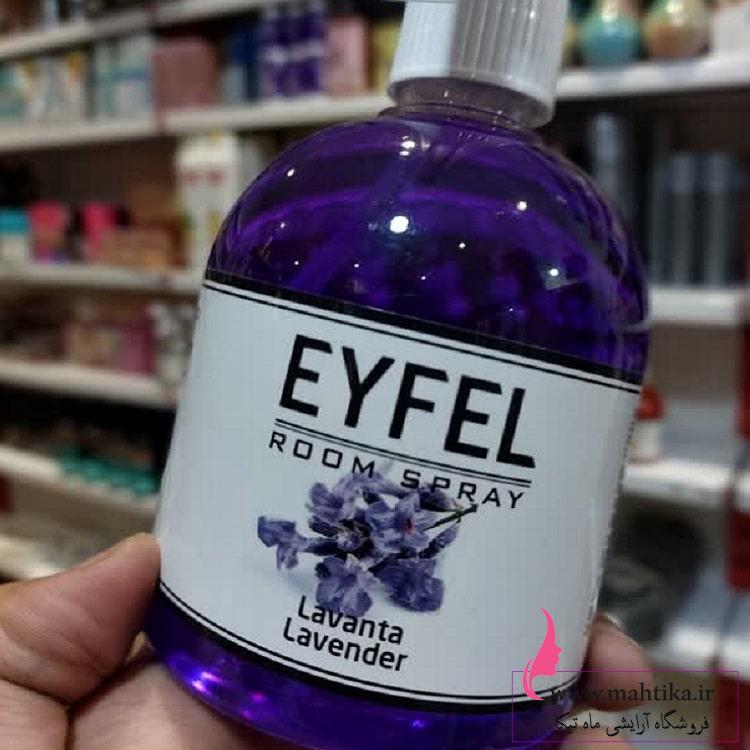 EYFEL
ROOM SPRAY
Lavanta
Lavender
www.mahtika.ir
فروشگاه آرایشی ماه تیکا